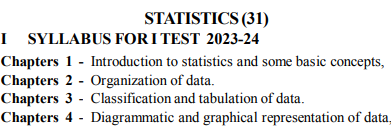 STATISTICS (31)
I SYLLABUS FOR I TEST 2023-24
Chapters 1 - Introduction to statistics and some basic concepts,
Chapters 2 - Organization of data.
Chapters 3 - Classification and tabulation of data.
Chapters 4 - Diagrammatic and graphical representation of data,